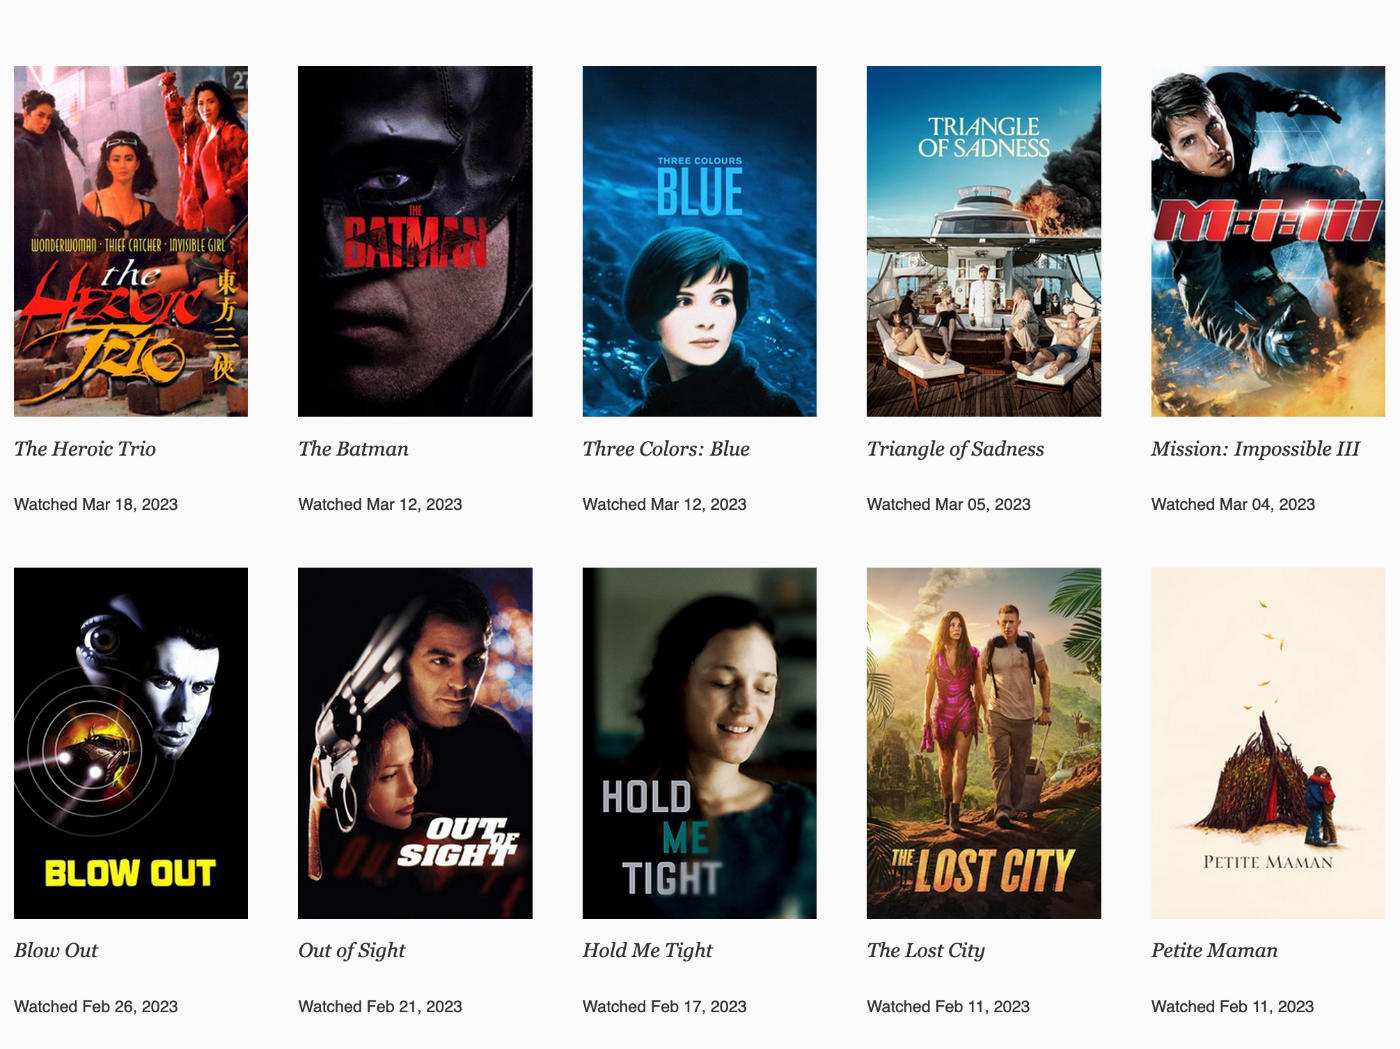 27
WONDERWOMAN · THIEF CATCHER · INVISIBLE GIRL
the
HEROIC
TRIO
東方三俠
THE
BATMAN
THREE COLOURS
BLUE
TRIANGLE
OF SADNESS
M:i:III
The Heroic Trio
The Batman
Three Colors: Blue
Triangle of Sadness
Mission: Impossible III
Watched Mar 18, 2023
Watched Mar 12, 2023
Watched Mar 12, 2023
Watched Mar 05, 2023
Watched Mar 04, 2023
BLOW OUT
OUT OF
SIGHT
HOLD
ME
TIGHT
THE LOST CITY
PETITE MAMAN
Blow Out
Out of Sight
Hold Me Tight
The Lost City
Petite Maman
Watched Feb 26, 2023
Watched Feb 21, 2023
Watched Feb 17, 2023
Watched Feb 11, 2023
Watched Feb 11, 2023